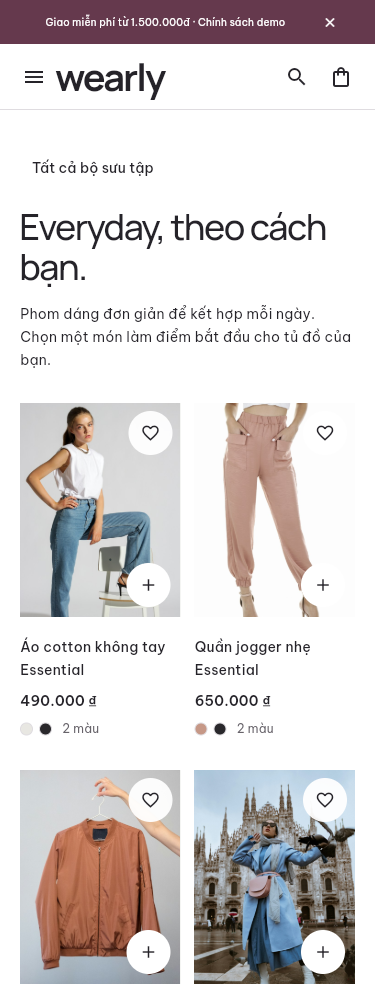 Giao miễn phí từ 1.500.000đ · Chính sách demo
wearly
Tất cả bộ sưu tập
Everyday, theo cách
bạn.
Phom dáng đơn giản để kết hợp mỗi ngày.
Chọn một món làm điểm bắt đầu cho tủ đồ của
bạn.
Áo cotton không tay
Essential
490.000 ₫
2 màu
Quần jogger nhẹ
Essential
650.000 ₫
2 màu